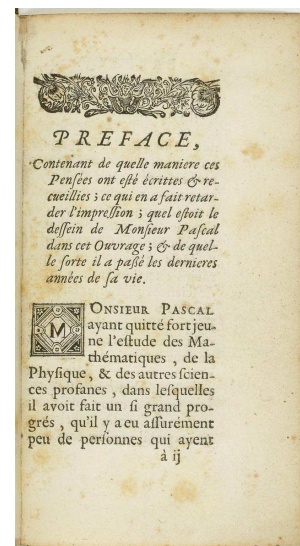 PREFACE,
Contenant de quelle maniere ces
Pensées ont esté écrittes & re-
cueillies ; ce qui en a fait retar-
der l'impression ; quel estoit le
dessein de Monsieur Pascal
dans cet Ouvrage ; & de quel-
le sorte il a passé les dernieres
années de sa vie.
MONSIEUR PASCAL
ayant quitté fort jeu-
ne l'estude des Ma-
thématiques , de la
Physique , & des autres scien-
ces profanes , dans lesquelles
il avoit fait un si grand pro-
grés , qu'il y a eu assurément
peu de personnes qui ayent
à ij